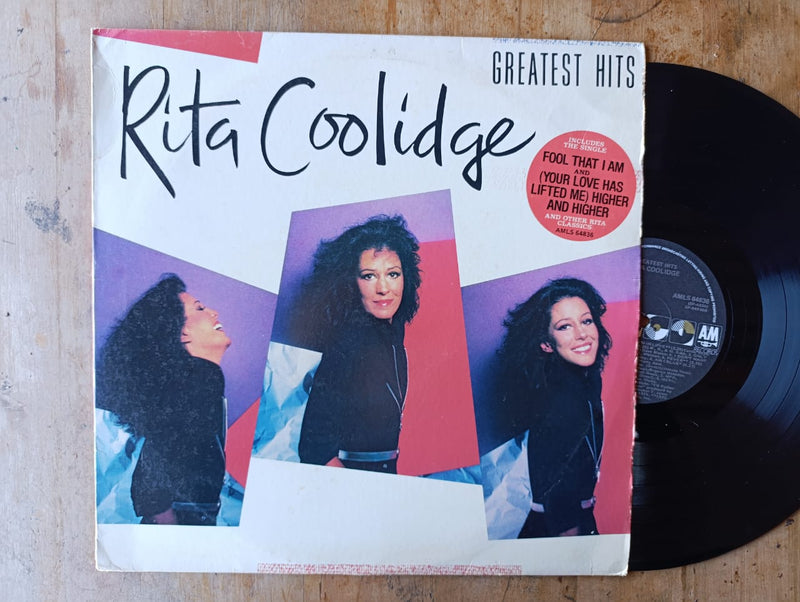 GREATEST HITS
Rita Coolidge
INCLUDES
THE SINGLE
FOOL THAT I AM
AND
(YOUR LOVE HAS
LIFTED ME) HIGHER
AND HIGHER
AND OTHER RITA
CLASSICS
AMLS 64836
GREATEST HITS
COOLIDGE
AMLS 64836
AM
RECORDS